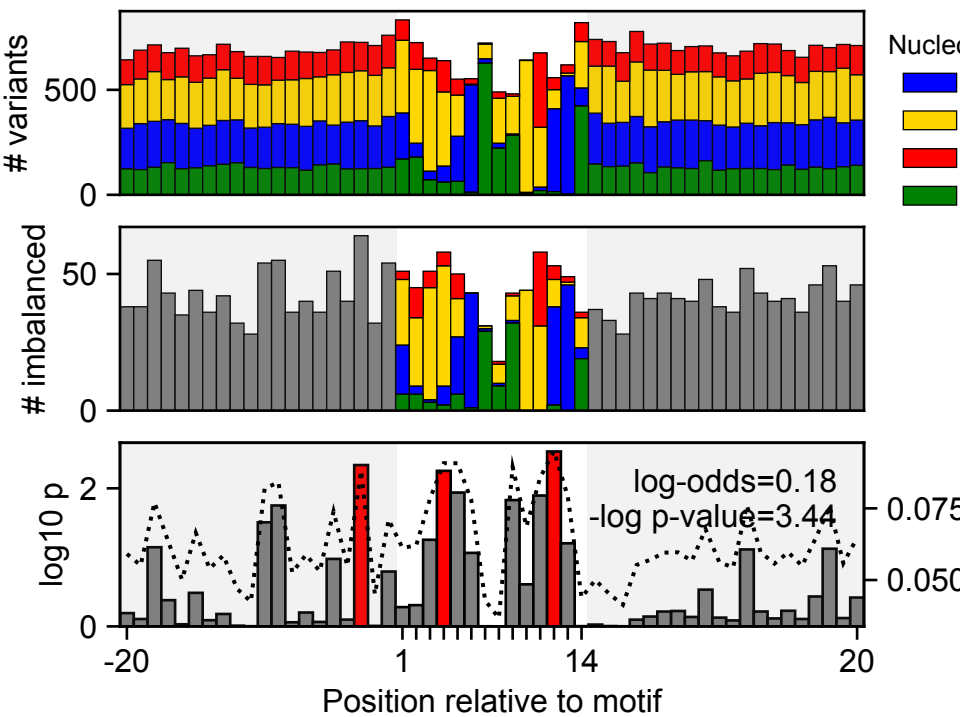 # variants
500
0
Nucleo
# imbalanced
50
0
log10 p
2
0
log-odds=0.18
-log p-value=3.44
0.075
0.050
-20
1
14
20
Position relative to motif